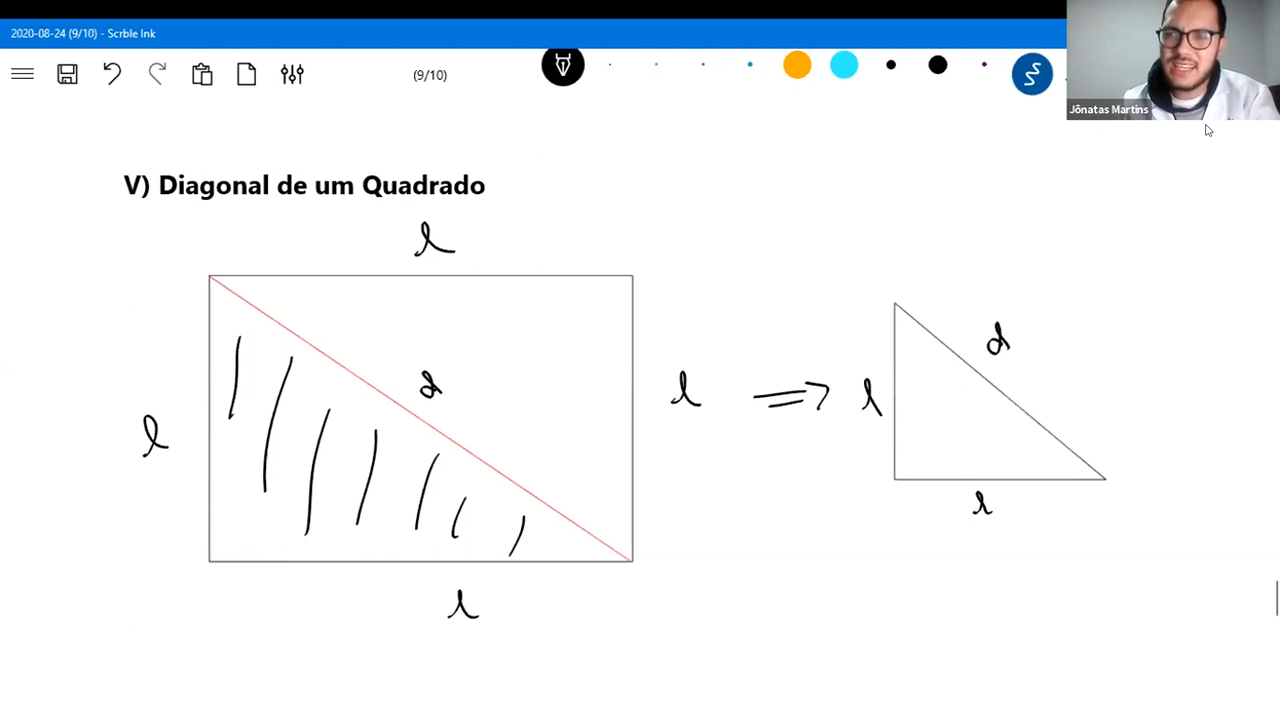 2020-08-24 (9/10) - Scrble Ink
(9/10)
Jônatas Martins
V) Diagonal de um Quadrado
l
d
l
l
l
l
d
l
⇒
l